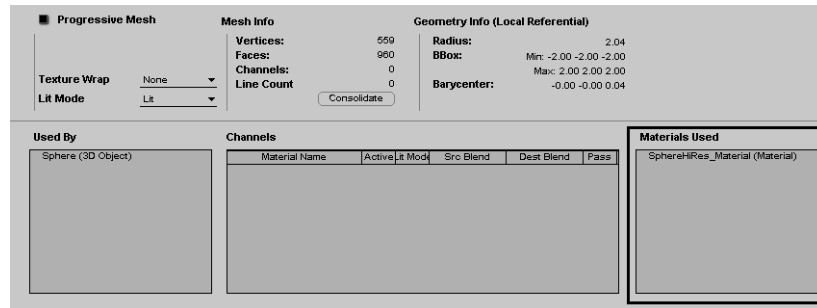 Progressive Mesh
Texture Wrap None
Lit Mode Lit
Mesh Info
Vertices: 559
Faces: 960
Channels: 0
Line Count 0
Consolidate
Geometry Info (Local Referential)
Radius: 2.04
BBox: Min: -2.00 -2.00 -2.00
Max: 2.00 2.00 2.00
Barycenter: -0.00 -0.00 0.04
Used By
Sphere (3D Object)
Channels
Material Name Active Lit Mode Src Blend Dest Blend Pass
Materials Used
SphereHiRes_Material (Material)